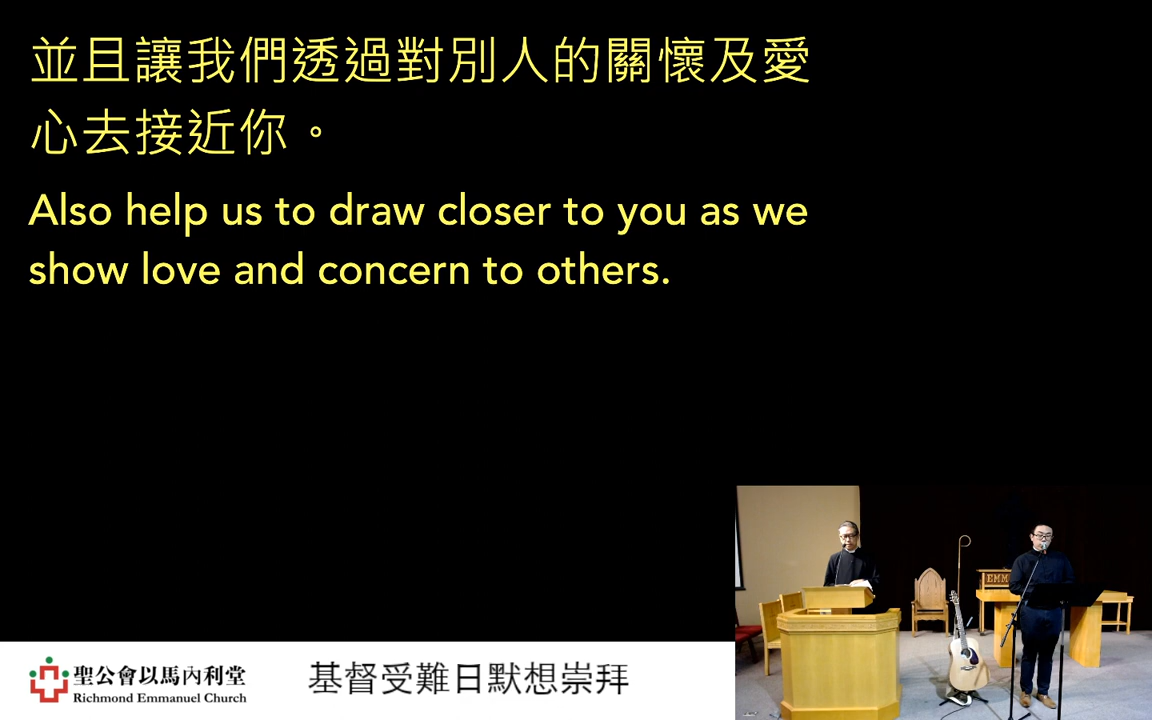 並且讓我們透過對別人的關懷及愛
心去接近你。
Also help us to draw closer to you as we
show love and concern to others.
聖公會以馬內利堂
Richmond Emmanuel Church
基督受難日默想崇拜
EMM